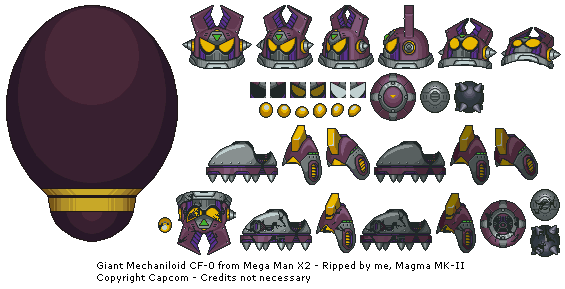 Giant Mechaniloid CF-0 from Mega Man X2 - Ripped by me, Magma MK-II
Copyright Capcom - Credits not necessary